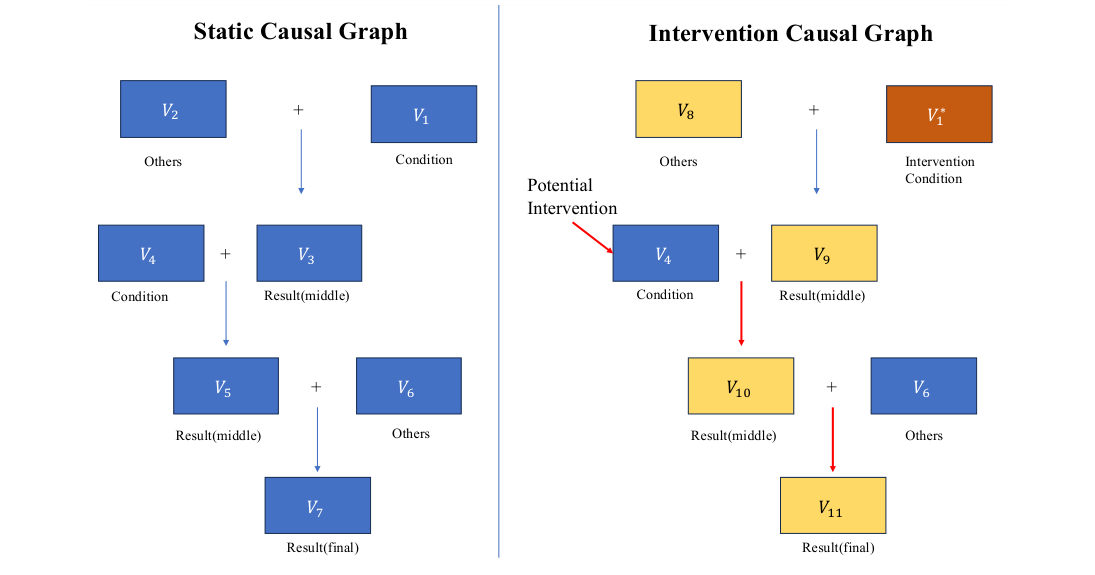 Static Causal Graph
V2
+
V1
Others
Condition
V4
+
V3
Condition
Result(middle)
V5
+
V6
Result(middle)
Others
V7
Result(final)
Intervention Causal Graph
V8
+
V1*
Others
Intervention
Condition
Potential
Intervention
V4
+
V9
Condition
Result(middle)
V10
+
V6
Result(middle)
Others
V11
Result(final)